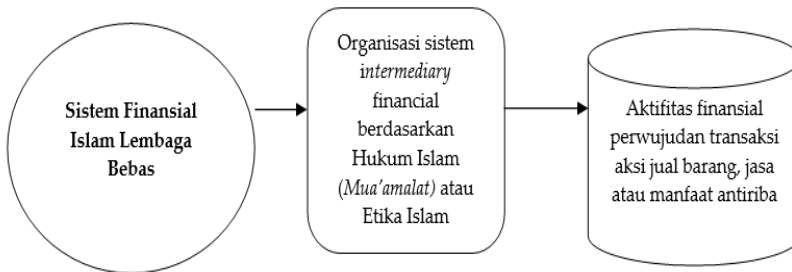 Sistem Finansial
Islam Lembaga
Bebas
Organisasi sistem
intermediary
financial
berdasarkan
Hukum Islam
(Mua'amalat) atau
Etika Islam
Aktifitas finansial
perwujudan transaksi
aksi jual barang, jasa
atau manfaat antiriba